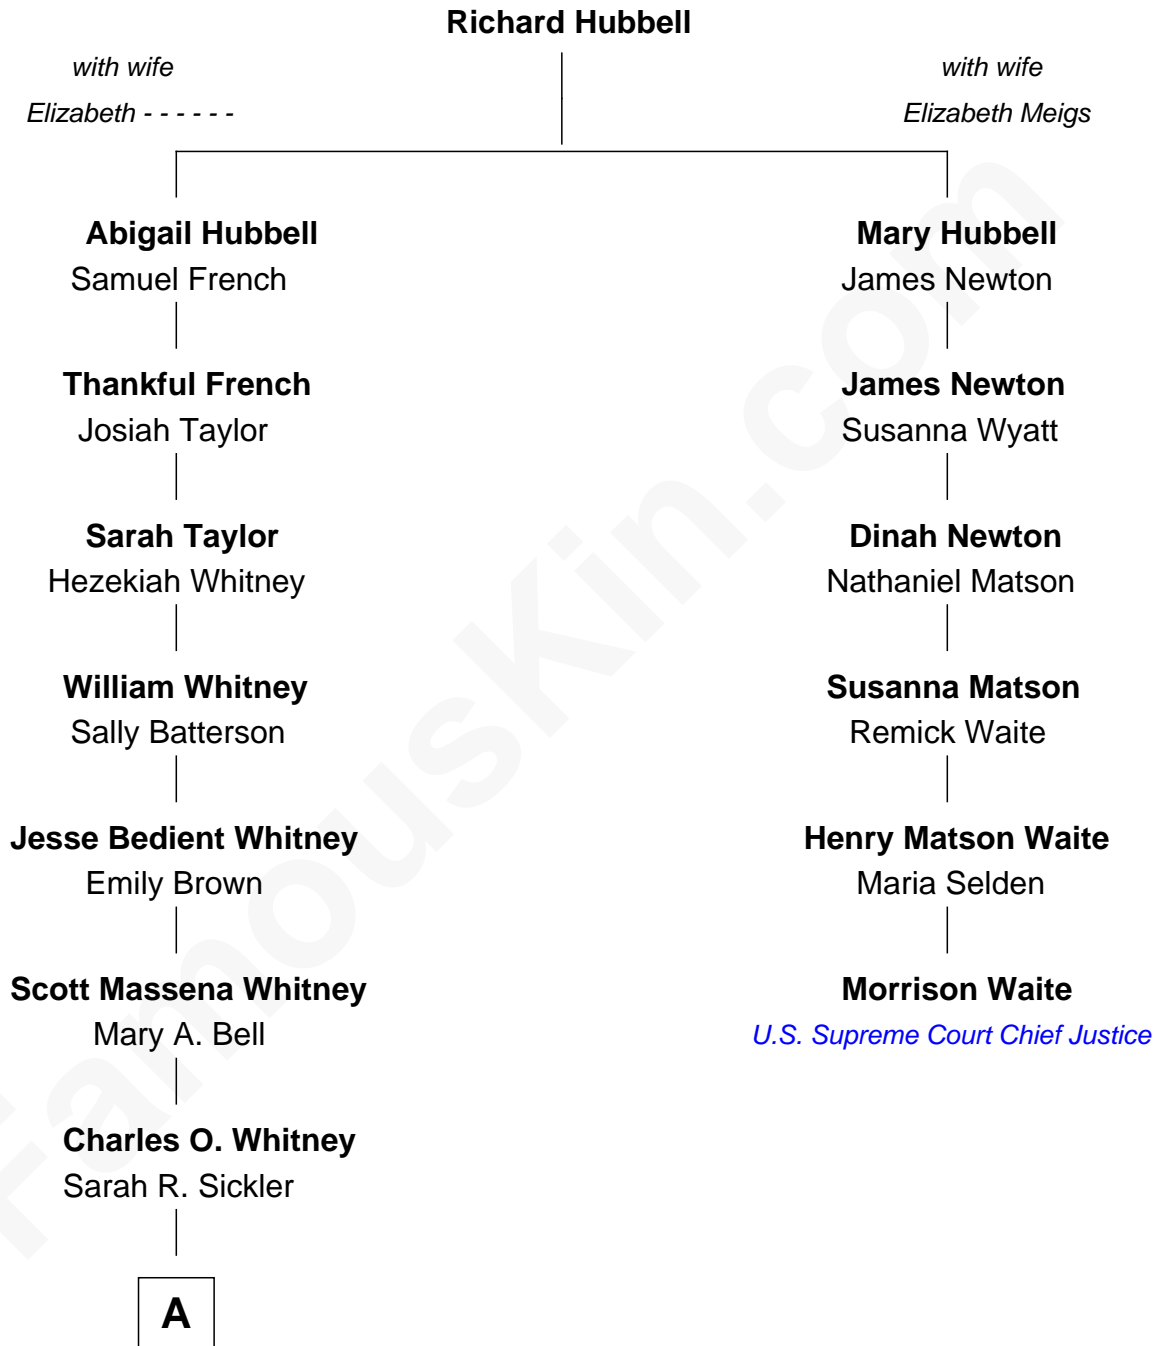 Richard Hubbell
with wife
Elizabeth - - - - - -
with wife
Elizabeth Meigs
Abigail Hubbell
Samuel French
Mary Hubbell
James Newton
Thankful French
Josiah Taylor
James Newton
Susanna Wyatt
Sarah Taylor
Hezekiah Whitney
Dinah Newton
Nathaniel Matson
William Whitney
Sally Batterson
Susanna Matson
Remick Waite
Jesse Bedient Whitney
Emily Brown
Henry Matson Waite
Maria Selden
Scott Massena Whitney
Mary A. Bell
Morrison Waite
U.S. Supreme Court Chief Justice
Charles O. Whitney
Sarah R. Sickler
A
FamousKin.com